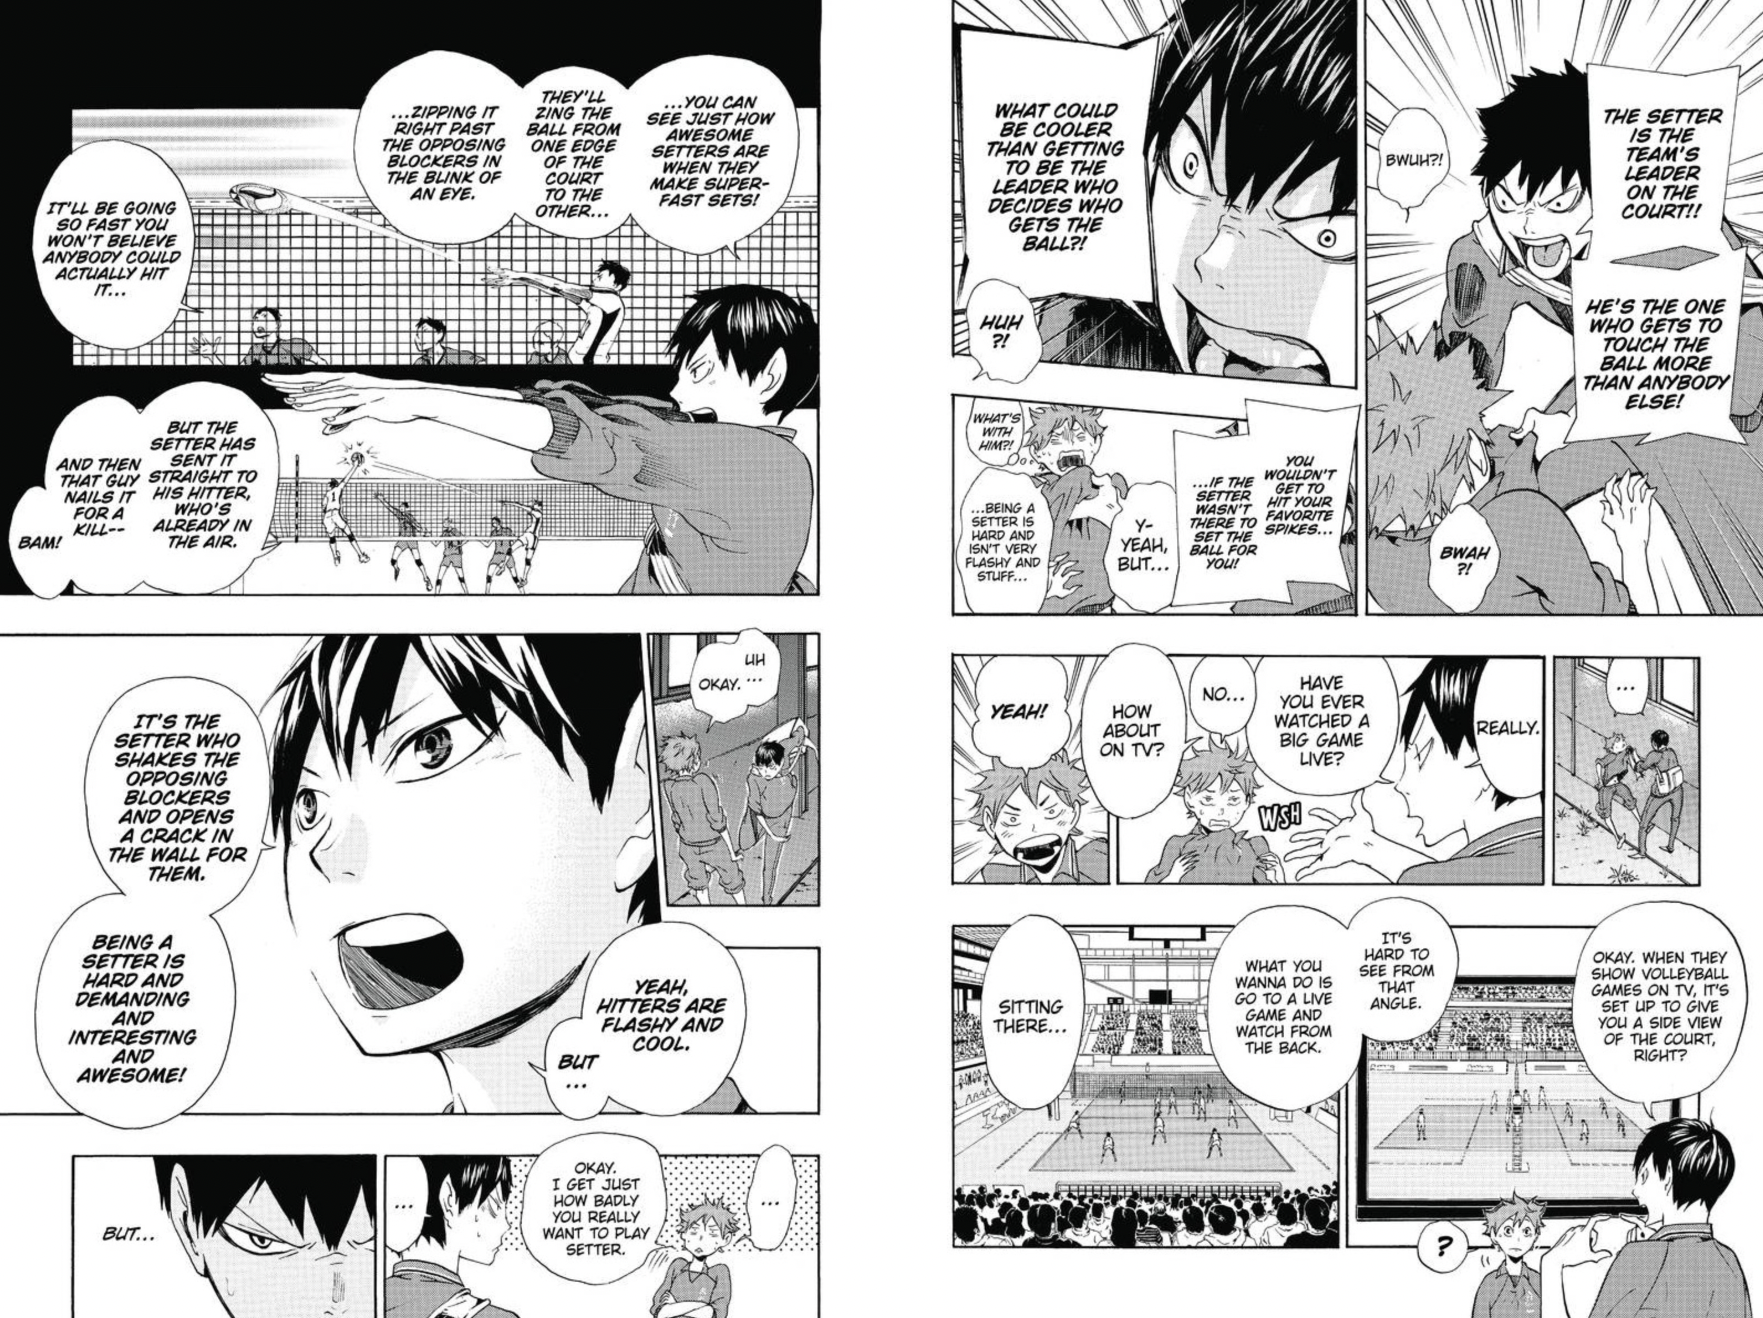 THE SETTER
IS THE
TEAM'S
LEADER
ON THE
COURT!!
BWUH?!
HE'S THE ONE
WHO GETS TO
TOUCH THE
BALL MORE
THAN ANYBODY
ELSE!
BWAH
?!
WHAT COULD
BE COOLER
THAN GETTING
TO BE THE
LEADER WHO
DECIDES WHO
GETS THE
BALL?!
HUH
?!
YOU
WOULDN'T
GET TO
HIT YOUR
FAVORITE
SPIKES...
...IF THE
SETTER
WASN'T
THERE TO
SET THE
BALL FOR
YOU!
WHAT'S
WITH
HIM?!
Y-
YEAH,
BUT...
...BEING A
SETTER IS
HARD AND
ISN'T VERY
FLASHY AND
STUFF...
...
REALLY.
HAVE
YOU EVER
WATCHED A
BIG GAME
LIVE?
NO...
WSH
HOW
ABOUT
ON TV?
YEAH!
OKAY. WHEN THEY
SHOW VOLLEYBALL
GAMES ON TV, IT'S
SET UP TO GIVE
YOU A SIDE VIEW
OF THE COURT,
RIGHT?
?
IT'S
HARD TO
SEE FROM
THAT
ANGLE.
WHAT YOU
WANNA DO IS
GO TO A LIVE
GAME AND
WATCH FROM
THE BACK.
SITTING
THERE...
...YOU CAN
SEE JUST HOW
AWESOME
SETTERS ARE
WHEN THEY
MAKE SUPER-
FAST SETS!
THEY'LL
ZING THE
BALL FROM
ONE EDGE
OF THE
COURT
TO THE
OTHER...
...ZIPPING IT
RIGHT PAST
THE OPPOSING
BLOCKERS IN
THE BLINK OF
AN EYE.
IT'LL BE GOING
SO FAST YOU
WON'T BELIEVE
ANYBODY COULD
ACTUALLY HIT
IT...
BUT THE
SETTER HAS
SENT IT
STRAIGHT TO
HIS HITTER,
WHO'S
ALREADY IN
THE AIR.
AND THEN
THAT GUY
NAILS IT
FOR A
KILL--
BAM!
1
UH
...
OKAY.
YEAH,
HITTERS ARE
FLASHY AND
COOL.
BUT
...
IT'S THE
SETTER WHO
SHAKES THE
OPPOSING
BLOCKERS
AND OPENS
A CRACK IN
THE WALL FOR
THEM.
BEING A
SETTER IS
HARD AND
DEMANDING
AND
INTERESTING
AND
AWESOME!
...
OKAY.
I GET JUST
HOW BADLY
YOU REALLY
WANT TO PLAY
SETTER.
...
BUT...